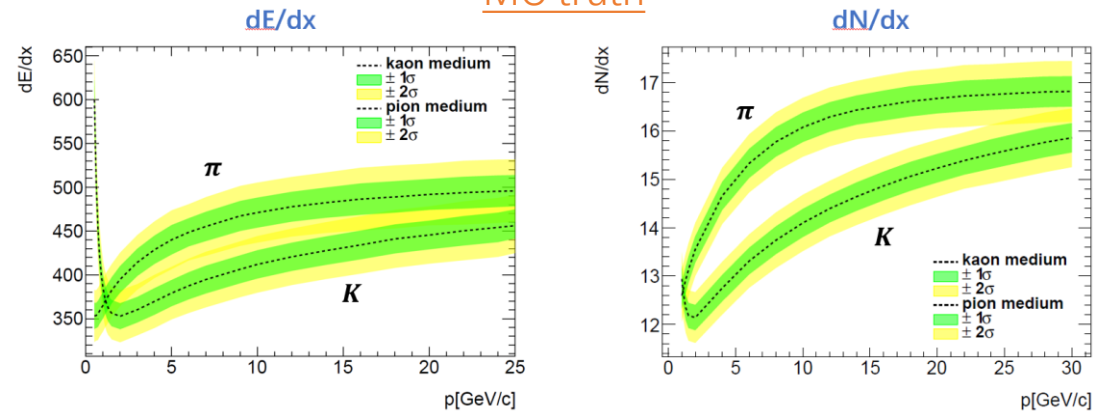 MC truth
dE/dx
dN/dx
dE/dx
650
600
550
500
450
400
350
0
5
10
15
20
25
p[GeV/c]
kaon medium
± 1σ
± 2σ
pion medium
± 1σ
± 2σ
π
K
dN/dx
17
16
15
14
13
12
0
5
10
15
20
25
30
p[GeV/c]
π
K
kaon medium
± 1σ
± 2σ
pion medium
± 1σ
± 2σ